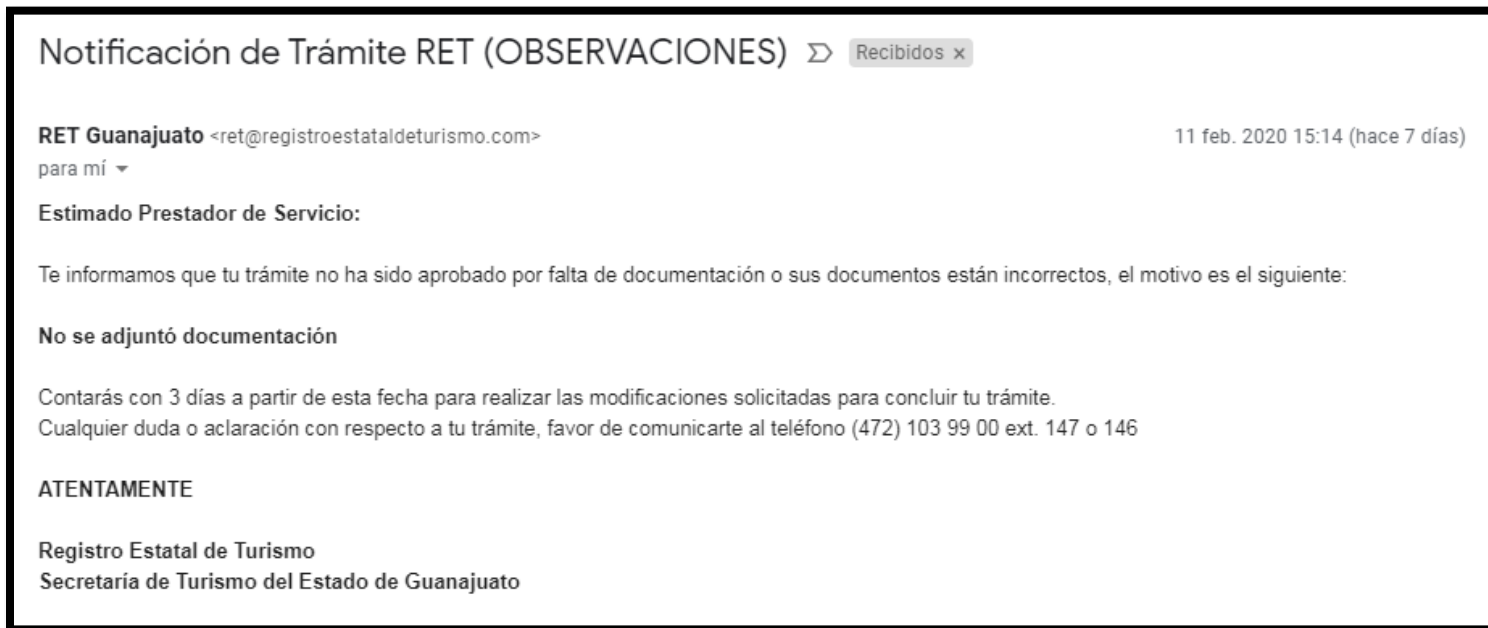 Notificación de Trámite RET (OBSERVACIONES) Recibidos x
RET Guanajuato <ret@registroestataldeturismo.com> 11 feb. 2020 15:14 (hace 7 días)
para mí
Estimado Prestador de Servicio:
Te informamos que tu trámite no ha sido aprobado por falta de documentación o sus documentos están incorrectos, el motivo es el siguiente:
No se adjuntó documentación
Contarás con 3 días a partir de esta fecha para realizar las modificaciones solicitadas para concluir tu trámite.
Cualquier duda o aclaración con respecto a tu trámite, favor de comunicarte al teléfono (472) 103 99 00 ext. 147 o 146
ATENTAMENTE
Registro Estatal de Turismo
Secretaría de Turismo del Estado de Guanajuato